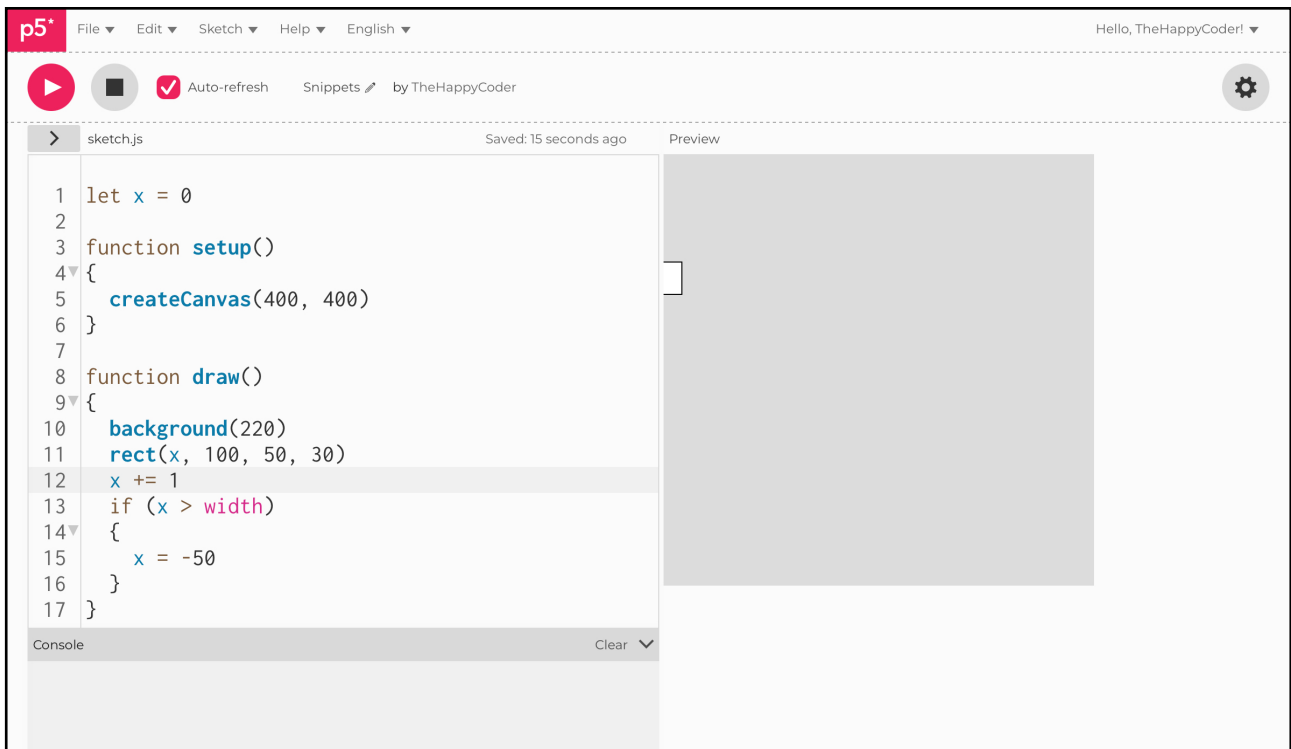 p5* File Edit Sketch Help English Hello, TheHappyCoder!
Auto-refresh Snippets by TheHappyCoder
sketch.js Saved: 15 seconds ago Preview
1 let x = 0
2
3 function setup()
4 {
5 createCanvas(400, 400)
6 }
7
8 function draw()
9 {
10 background(220)
11 rect(x, 100, 50, 30)
12 x += 1
13 if (x > width)
14 {
15 x = -50
16 }
17 }
Console Clear